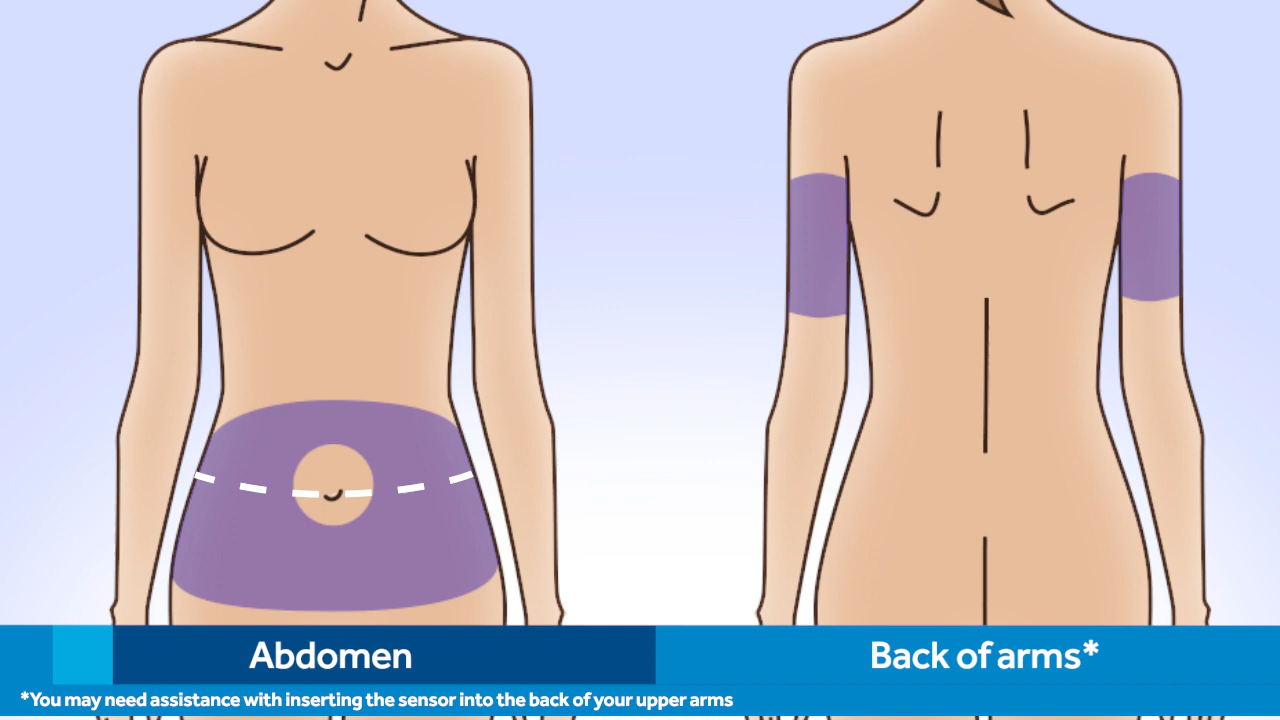 Abdomen
Back of arms*
*You may need assistance with inserting the sensor into the back of your upper arms